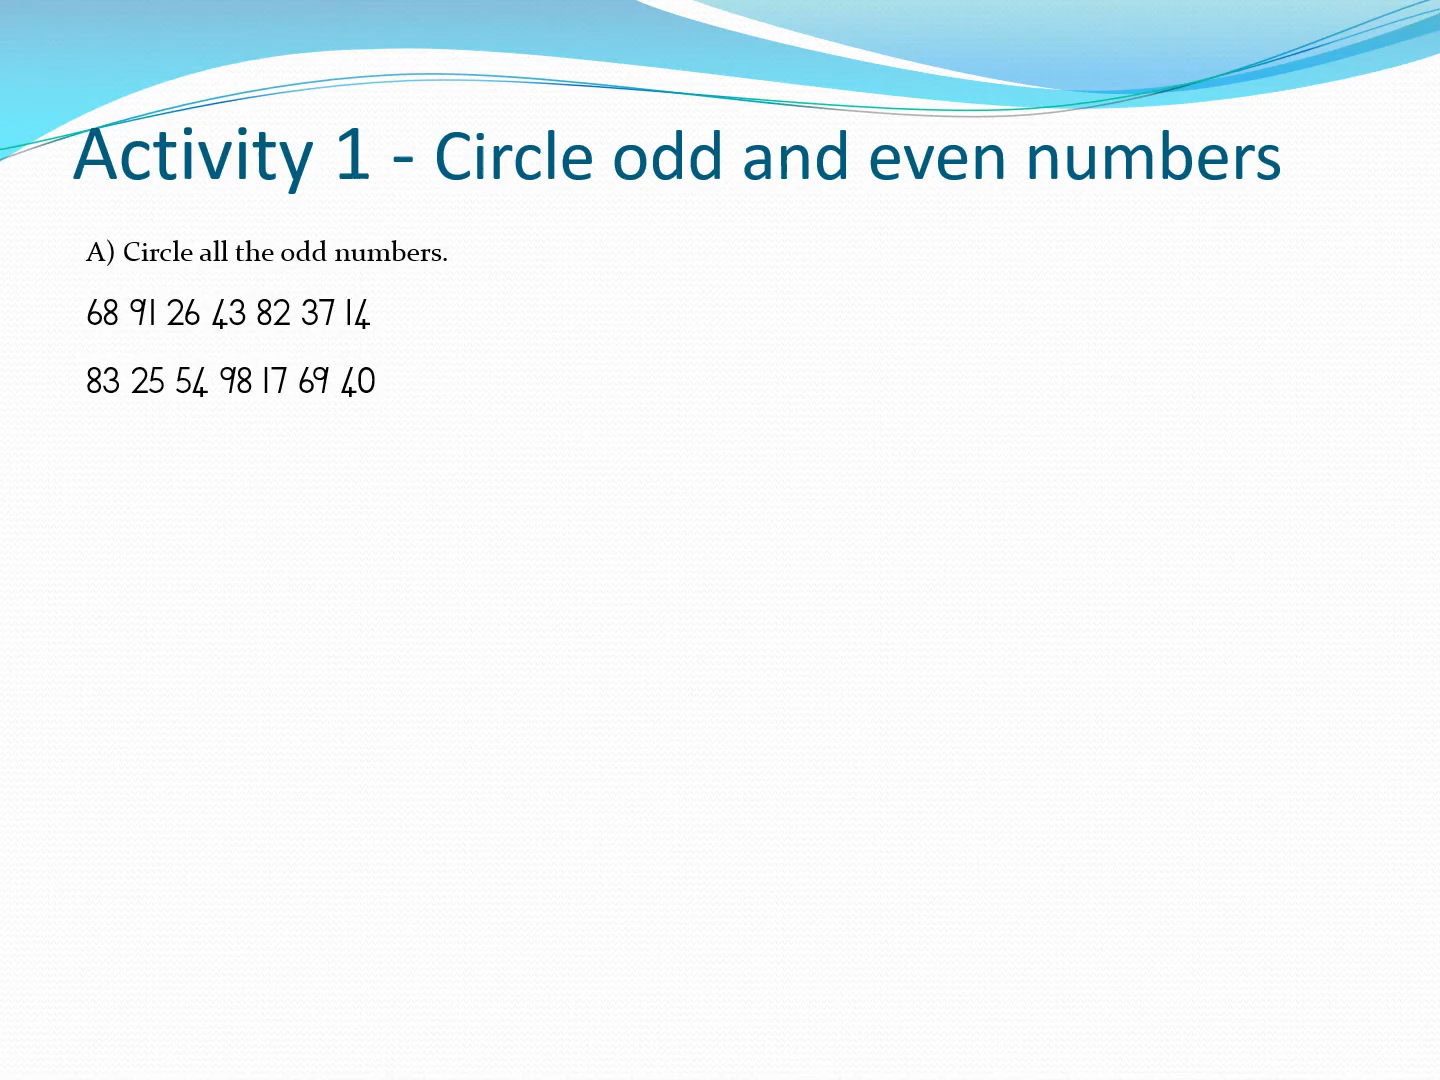 Activity 1 - Circle odd and even numbers
A) Circle all the odd numbers.
68 91 26 43 82 37 14
83 25 54 98 17 69 40